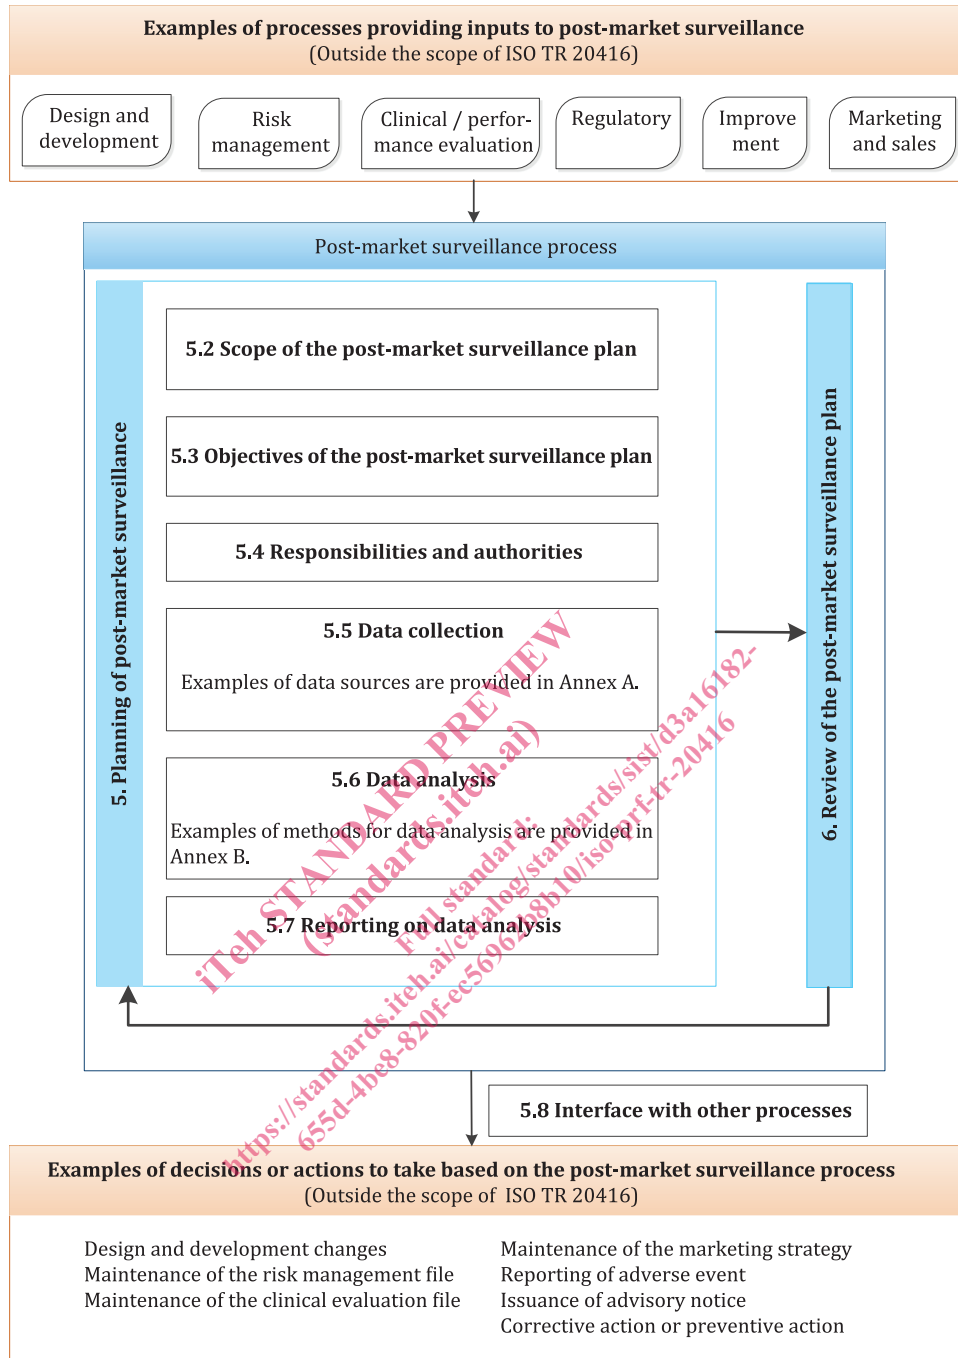 Examples of processes providing inputs to post-market surveillance
(Outside the scope of ISO TR 20416)
Design and
development
Risk
management
Clinical / perfor-
mance evaluation
Regulatory
Improve
ment
Marketing
and sales
Post-market surveillance process
5. Planning of post-market surveillance
5.2 Scope of the post-market surveillance plan
5.3 Objectives of the post-market surveillance plan
5.4 Responsibilities and authorities
5.5 Data collection
Examples of data sources are provided in Annex A.
5.6 Data analysis
Examples of methods for data analysis are provided in
Annex B.
5.7 Reporting on data analysis
6. Review of the post-market surveillance plan
iTeh STANDARD PREVIEW
(standards.iteh.ai)
Full standard:
https://standards.iteh.ai/catalog/standards/sist/d3a16182-
655d-4be8-820f-ec56962b8b10/iso-prf-tr-20416
5.8 Interface with other processes
Examples of decisions or actions to take based on the post-market surveillance process
(Outside the scope of ISO TR 20416)
Design and development changes
Maintenance of the risk management file
Maintenance of the clinical evaluation file
Maintenance of the marketing strategy
Reporting of adverse event
Issuance of advisory notice
Corrective action or preventive action